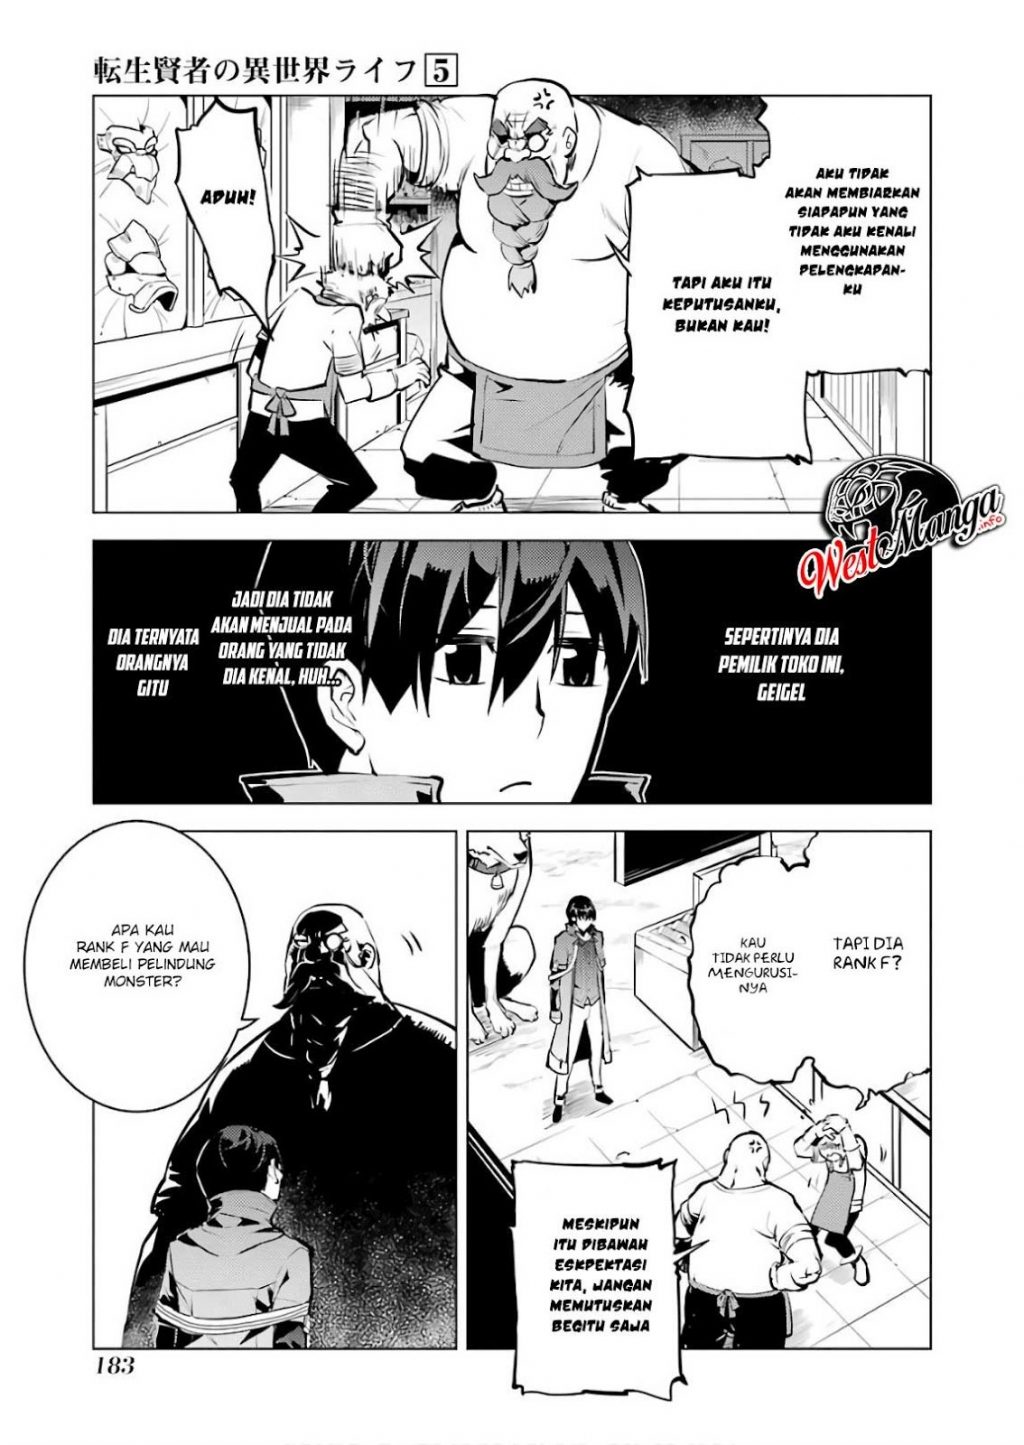 転生賢者の異世界ライフ 5
AKU TIDAK
AKAN MEMBIARKAN
SIAPAPUN YANG
TIDAK AKU KENALI
MENGGUNAKAN
PELENGKAPAN-
KU
TAPI AKU ITU
KEPUTUSANKU,
BUKAN KAU!
ADUH!
WestManga
.info
SEPERTINYA DIA
PEMILIK TOKO INI,
GEIGEL
JADI DIA TIDAK
AKAN MENJUAL PADA
ORANG YANG TIDAK
DIA KENAL, HUH...
DIA TERNYATA
ORANGNYA
GITU
TAPI DIA
RANK F?
KAU
TIDAK PERLU
MENGURUSI-
NYA
MESKIPUN
ITU DIBAWAH
ESKPEKTASI
KITA, JANGAN
MEMUTUSKAN
BEGITU SAJA
APA KAU
RANK F YANG MAU
MEMBELI PELINDUNG
MONSTER?
183